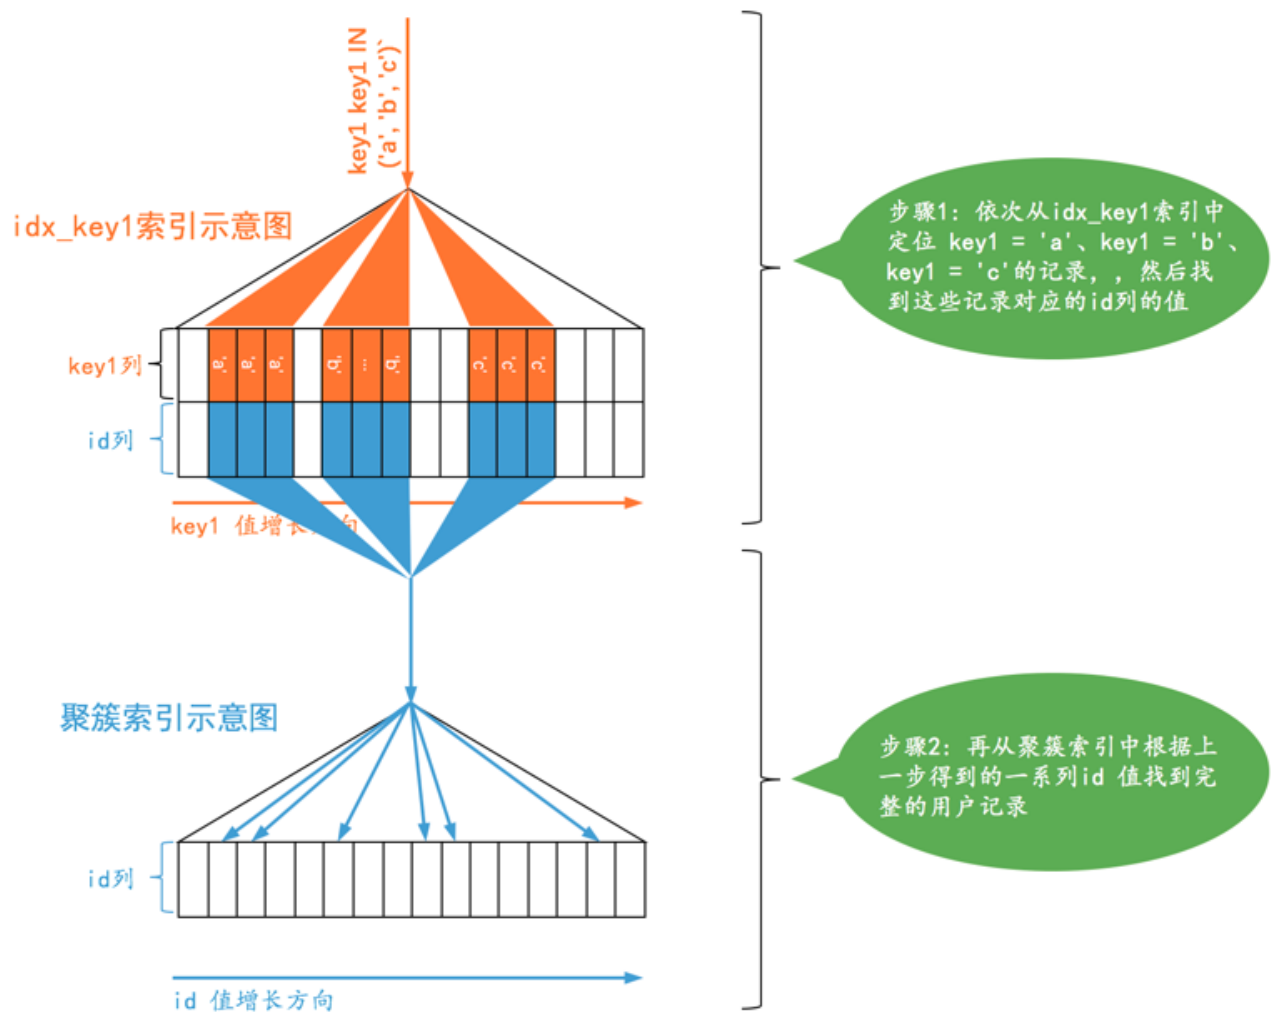 key1 key1 IN
('a', 'b', 'c')`
idx_key1索引示意图
key1列
'a'
'a'
'a'
'b'
...
'b'
'c'
'c'
'c'
id列
key1 值增长方向
步骤1: 依次从idx_key1索引中
定位 key1 = 'a'、key1 = 'b'、
key1 = 'c'的记录, , 然后找
到这些记录对应的id列的值
聚簇索引示意图
id列
id 值增长方向
步骤2: 再从聚簇索引中根据上
一步得到的一系列id 值找到完
整的用户记录